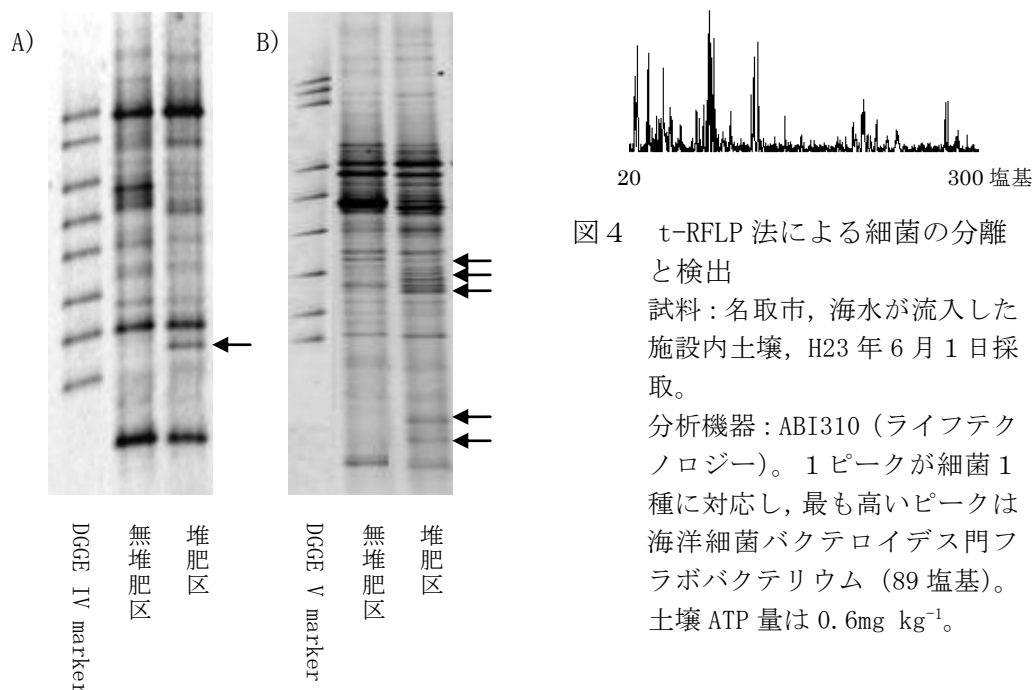 A)
B)
DGGE IV marker
無堆肥区
堆肥区
DGGE V marker
無堆肥区
堆肥区
20
300 塩基
図４　t-RFLP 法による細菌の分離
と検出
試料：名取市，海水が流入した
施設内土壌，H23 年 6 月 1 日採
取。
分析機器：ABI310（ライフテク
ノロジー）。１ピークが細菌１
種に対応し，最も高いピークは
海洋細菌バクテロイデス門フ
ラボバクテリウム（89 塩基）。
土壌 ATP 量は 0.6mg kg⁻¹。